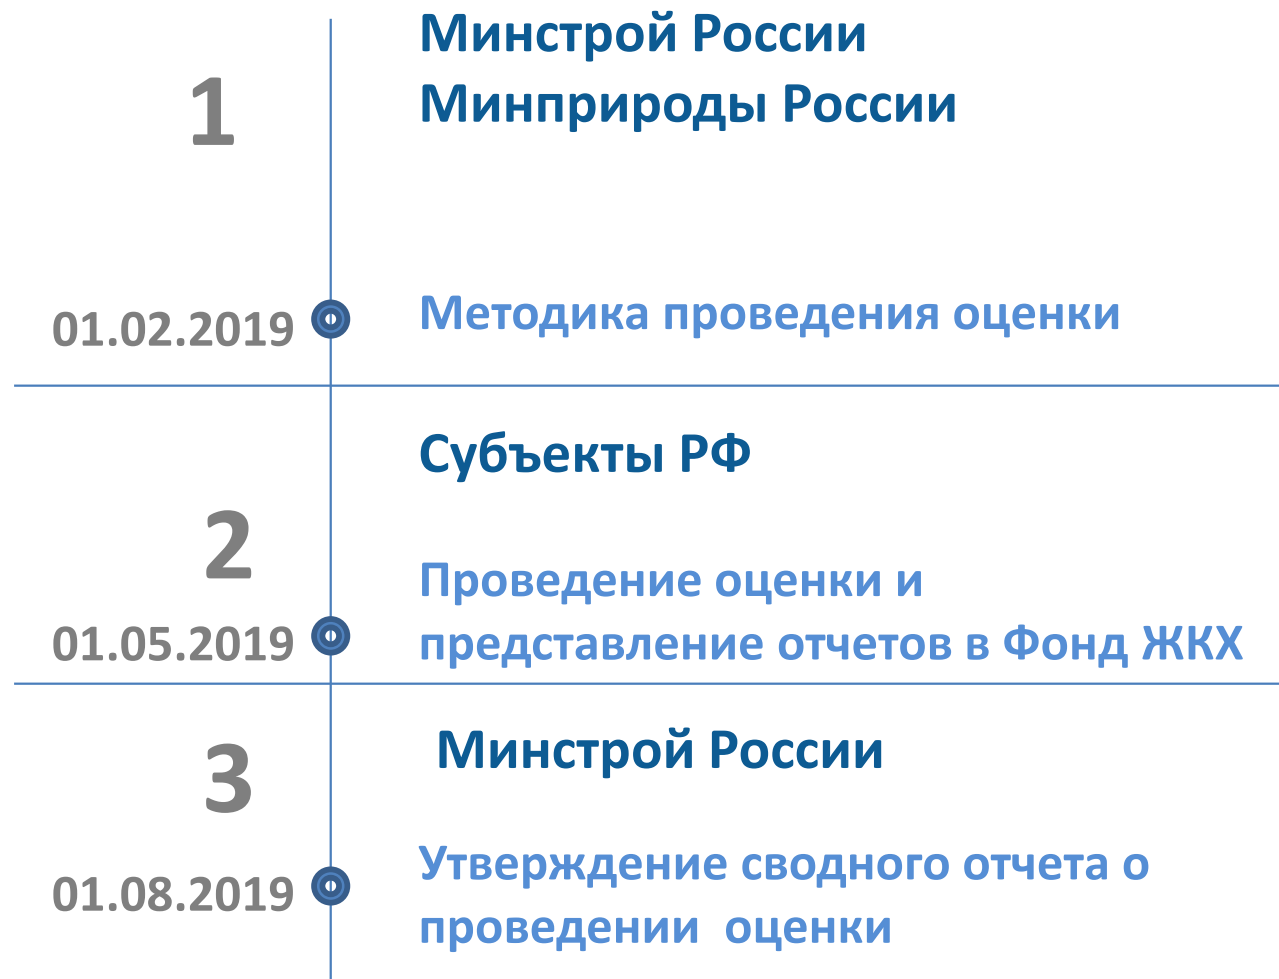 1
Минстрой России
Минприроды России
01.02.2019
Методика проведения оценки
2
Субъекты РФ
Проведение оценки и
представление отчетов в Фонд ЖКХ
01.05.2019
3
Минстрой России
01.08.2019
Утверждение сводного отчета о
проведении оценки